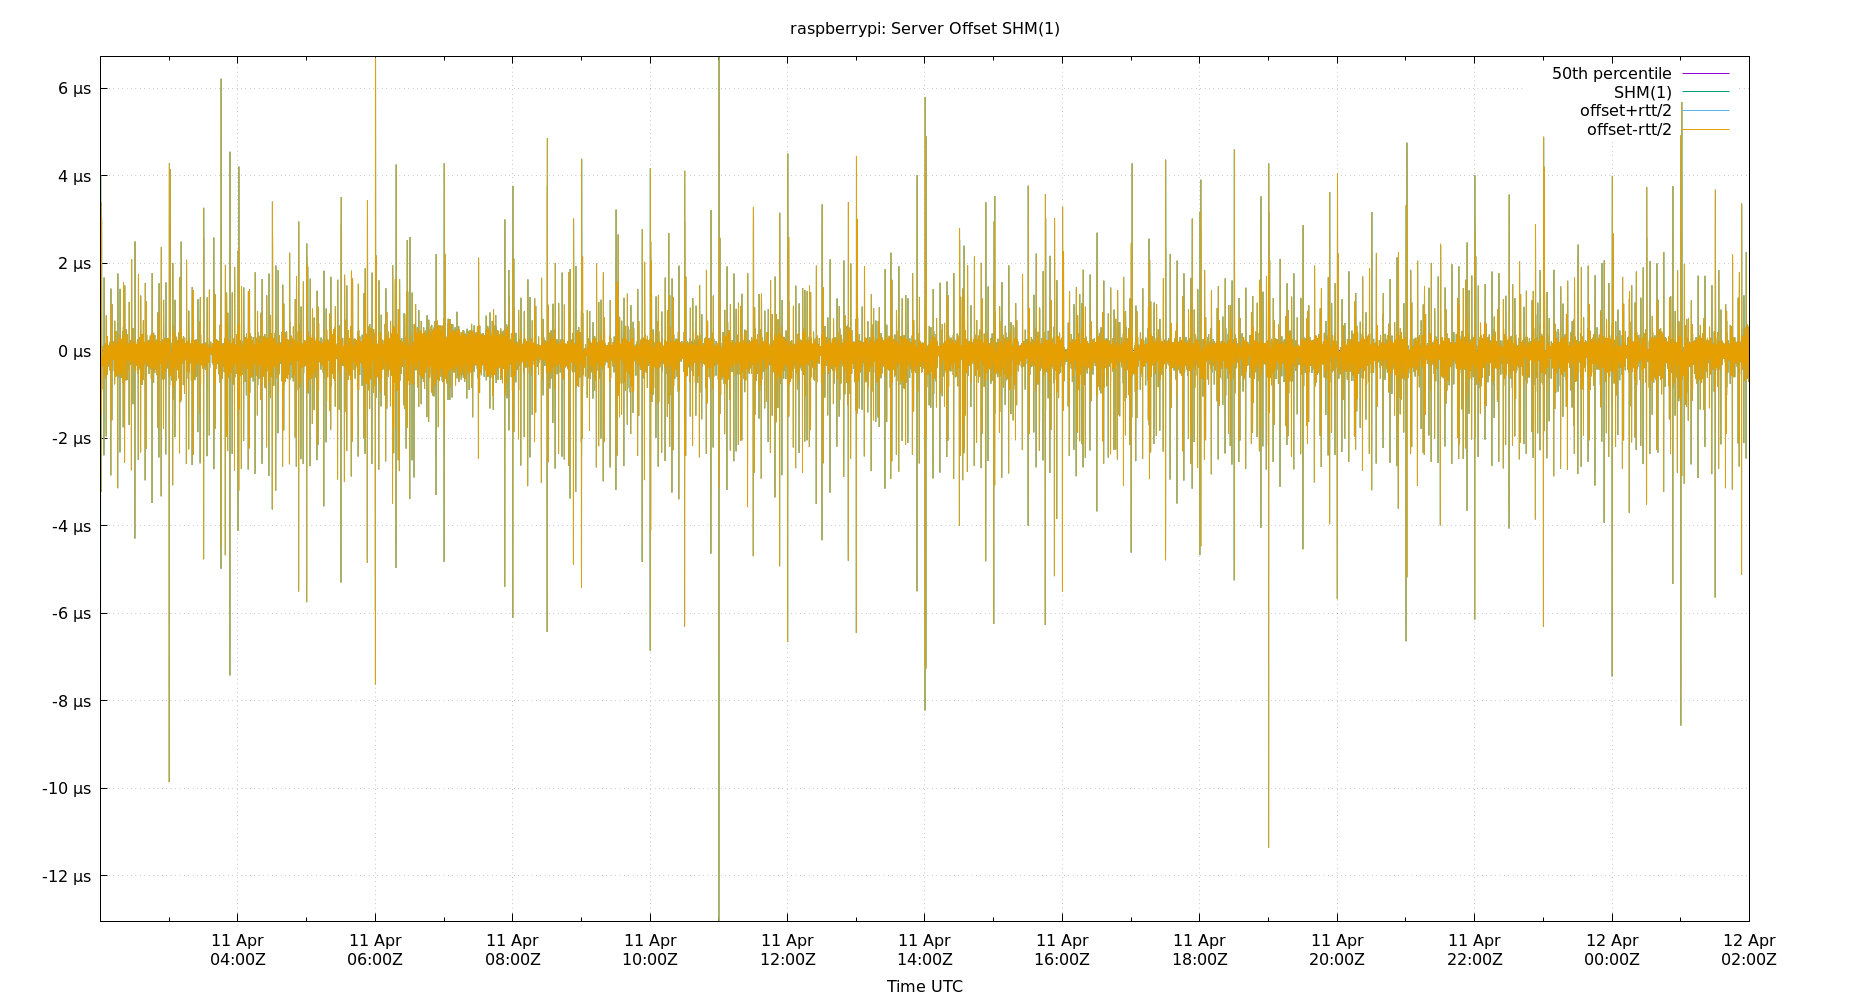 raspberrypi: Server Offset SHM(1)
50th percentile
SHM(1)
offset+rtt/2
offset-rtt/2
6 µs
4 µs
2 µs
0 µs
-2 µs
-4 µs
-6 µs
-8 µs
-10 µs
-12 µs
11 Apr 11 Apr 11 Apr 11 Apr 11 Apr 11 Apr 11 Apr 11 Apr 11 Apr 11 Apr 12 Apr 12 Apr
04:00Z 06:00Z 08:00Z 10:00Z 12:00Z 14:00Z 16:00Z 18:00Z 20:00Z 22:00Z 00:00Z 02:00Z
Time UTC